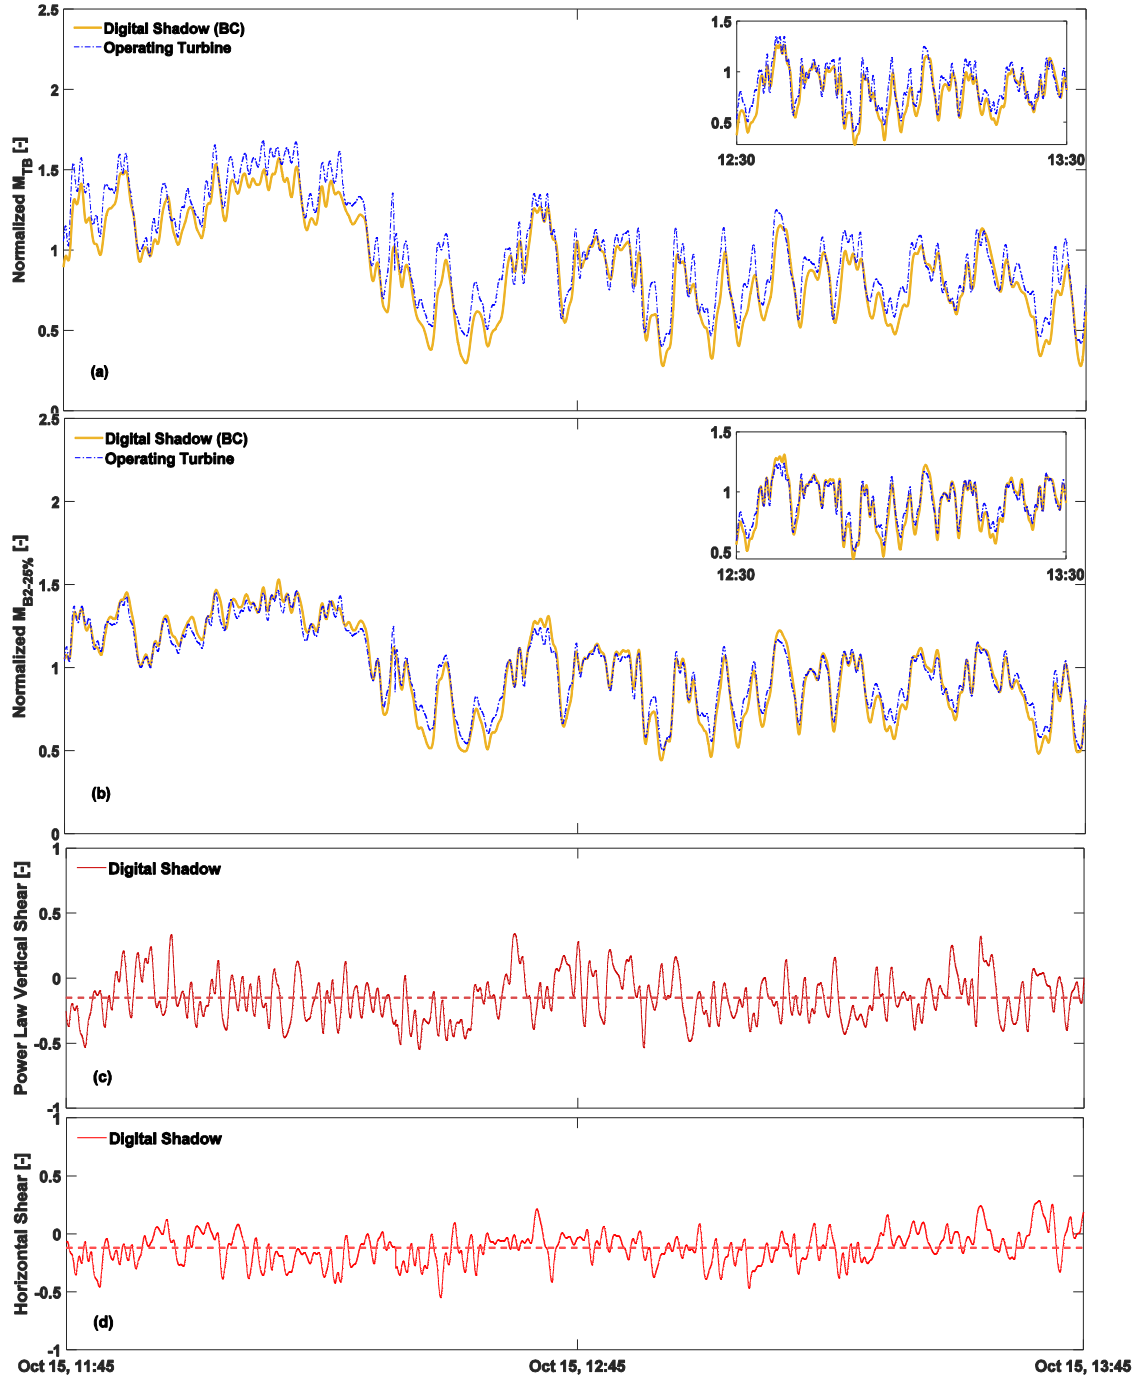 2.5
Digital Shadow (BC)
Operating Turbine
2
1.5
1
0.5
0
Normalized M_TB [-]
(a)
1.5
1
0.5
12:30 13:30
2.5
Digital Shadow (BC)
Operating Turbine
2
1.5
1
0.5
0
Normalized M_B2-25% [-]
(b)
1.5
1
0.5
12:30 13:30
1
Digital Shadow
0.5
0
-0.5
-1
Power Law Vertical Shear [-]
(c)
1
Digital Shadow
0.5
0
-0.5
-1
Horizontal Shear [-]
(d)
Oct 15, 11:45 Oct 15, 12:45 Oct 15, 13:45